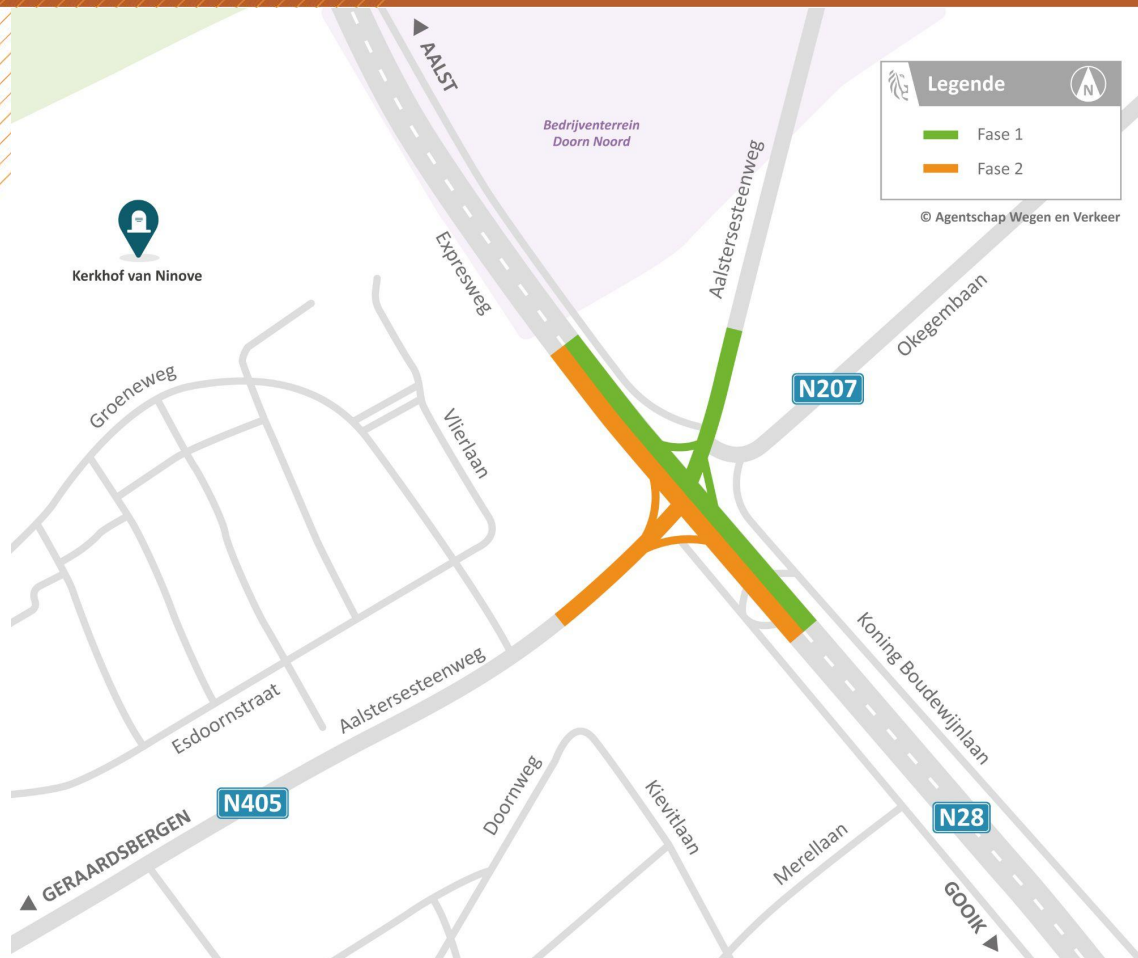 AALST
Bedrijventerrein
Doorn Noord
Legende
N
Fase 1
Fase 2
© Agentschap Wegen en Verkeer
Aalstersesteenweg
Kerkhof van Ninove
Expresweg
Okegembaan
N207
Groeneweg
Vlierlaan
Koning Boudewijnlaan
Esdoornstraat
Aalstersesteenweg
N405
Doornweg
Kievitlaan
N28
Merellaan
GERAARDSBERGEN
GOOIK